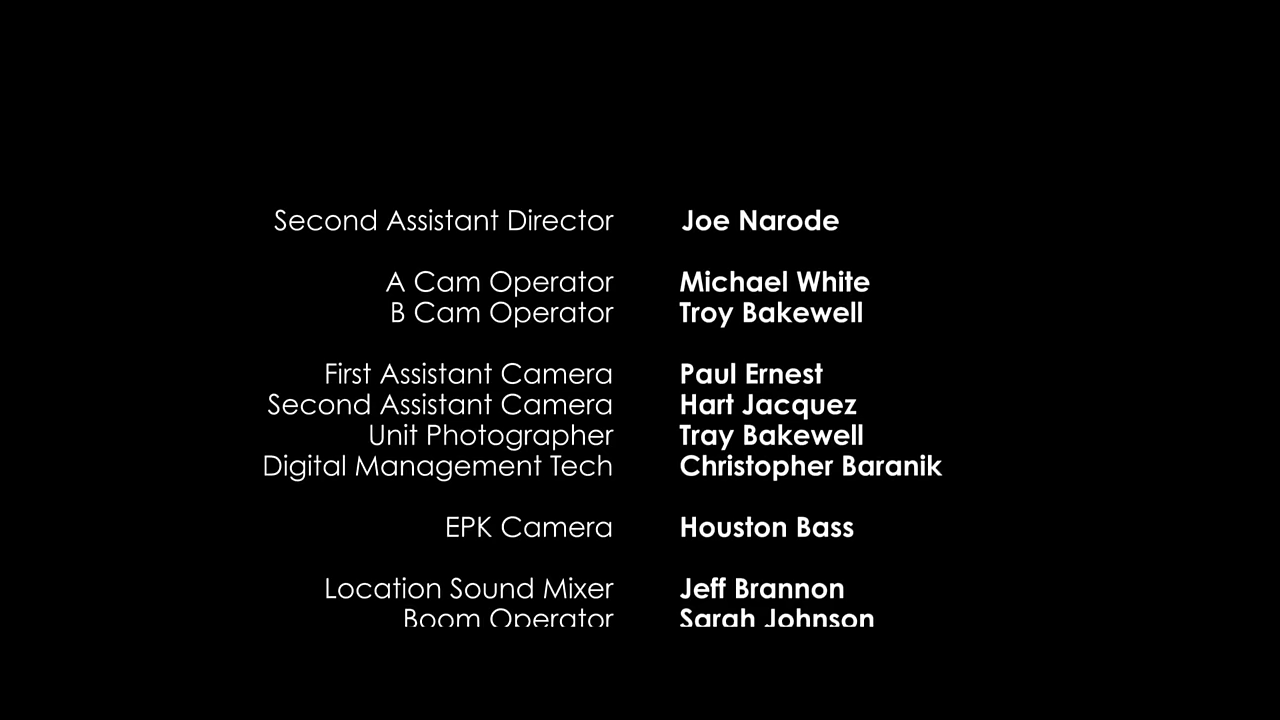 Second Assistant Director Joe Narode
A Cam Operator Michael White
B Cam Operator Troy Bakewell
First Assistant Camera Paul Ernest
Second Assistant Camera Hart Jacquez
Unit Photographer Tray Bakewell
Digital Management Tech Christopher Baranik
EPK Camera Houston Bass
Location Sound Mixer Jeff Brannon
Boom Operator Sarah Johnson